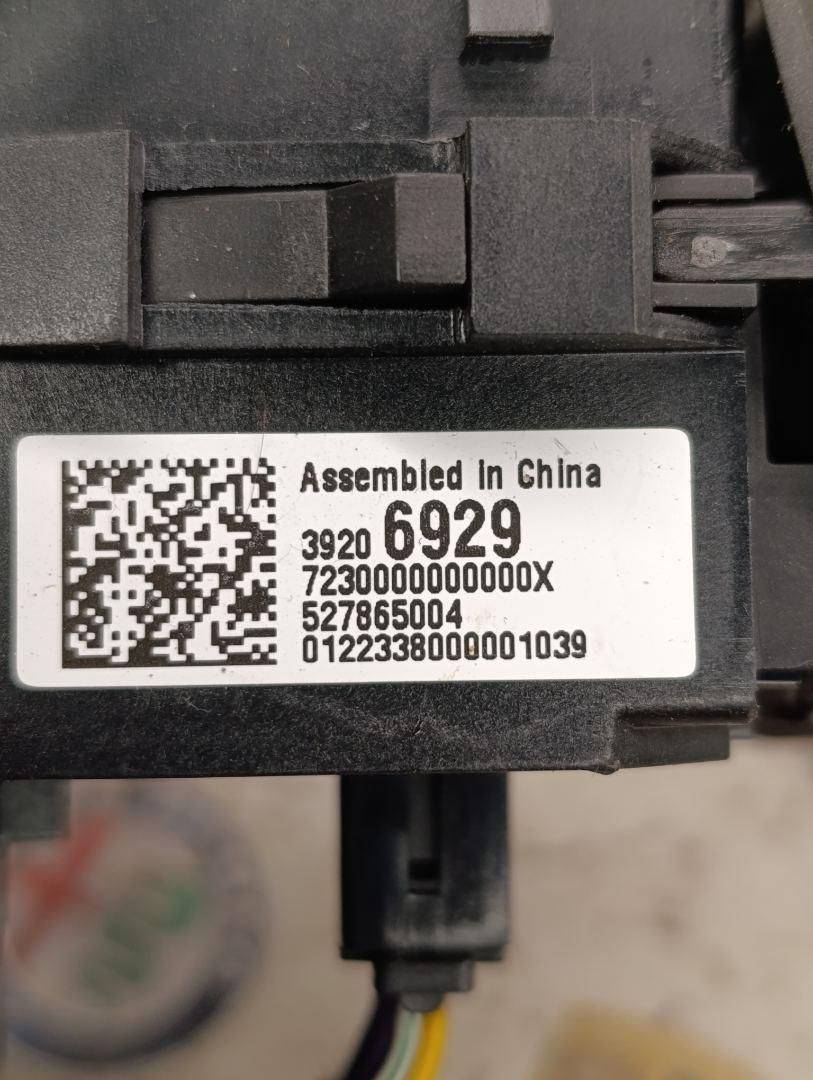 Assembled in China
3920 6929
7230000000000X
527865004
0122338000001039